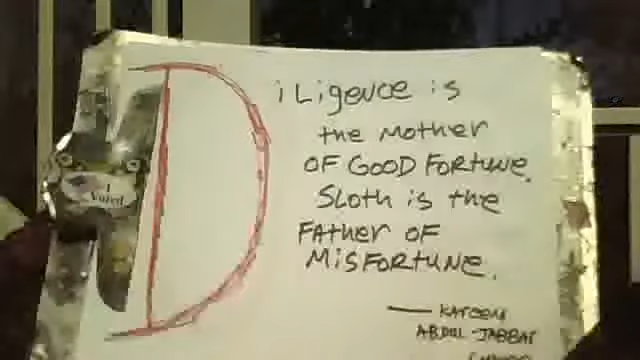 DiLigence is
the Mother
OF GOOD FORTUNE.
Sloth is the
FATHER OF
MISFORTUNE.
— KAREEM
ABDUL-JABBAR
I Voted